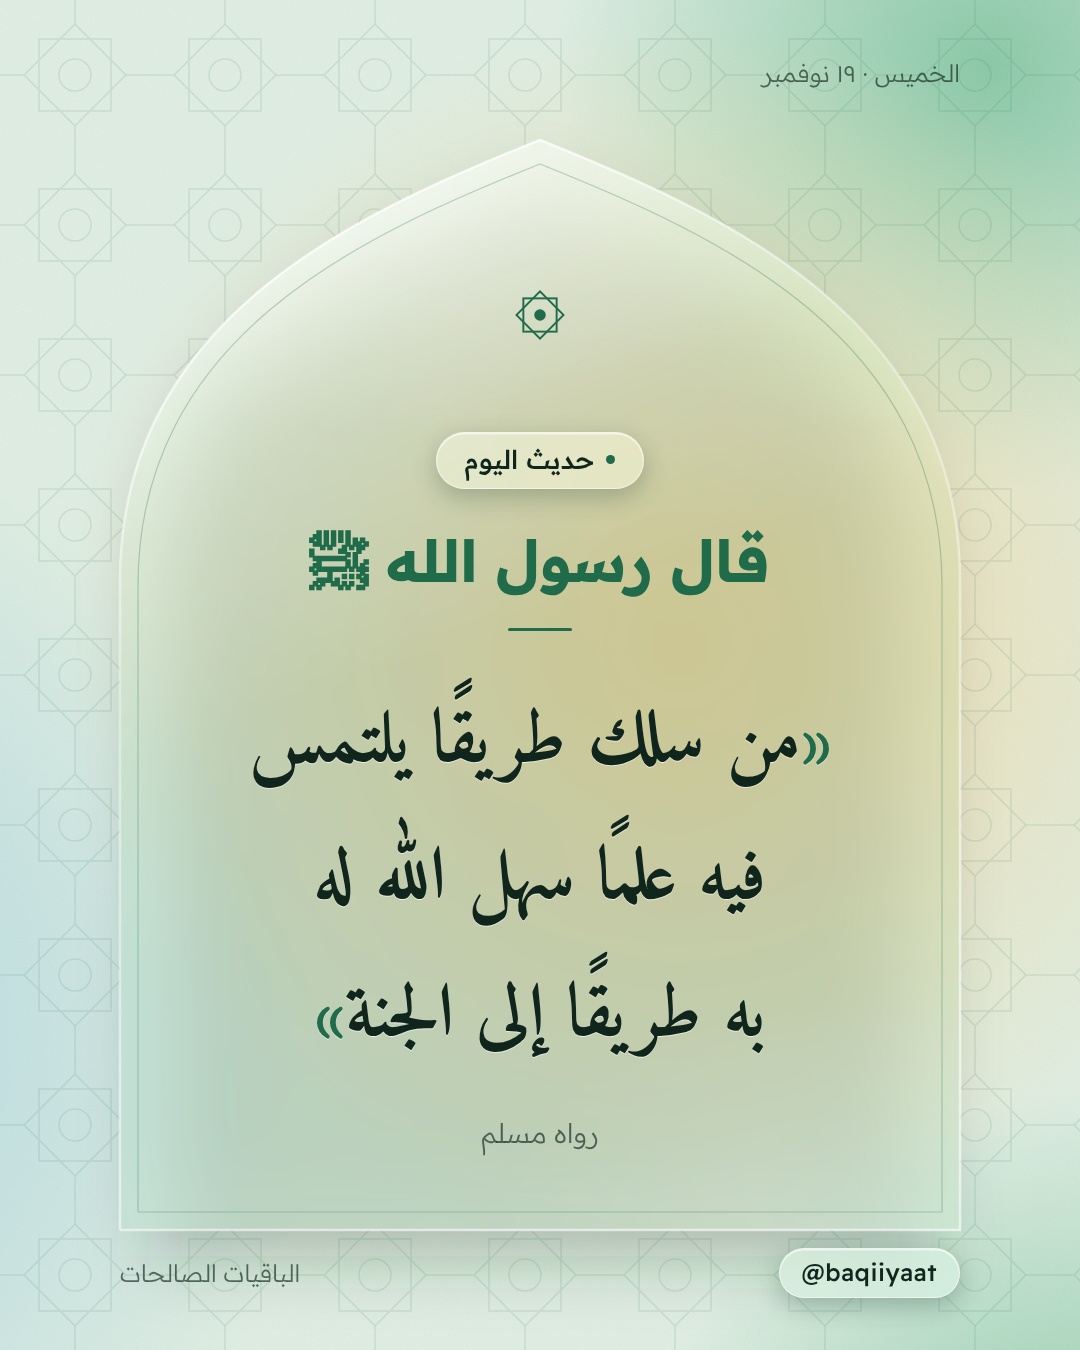 الخميس · ١٩ نوفمبر
• حديث اليوم
قال رسول الله ﷺ
«من سلك طريقًا يلتمس
فيه علمًا سهل الله له
به طريقًا إلى الجنة»
رواه مسلم
@baqiiyaat
الباقيات الصالحات